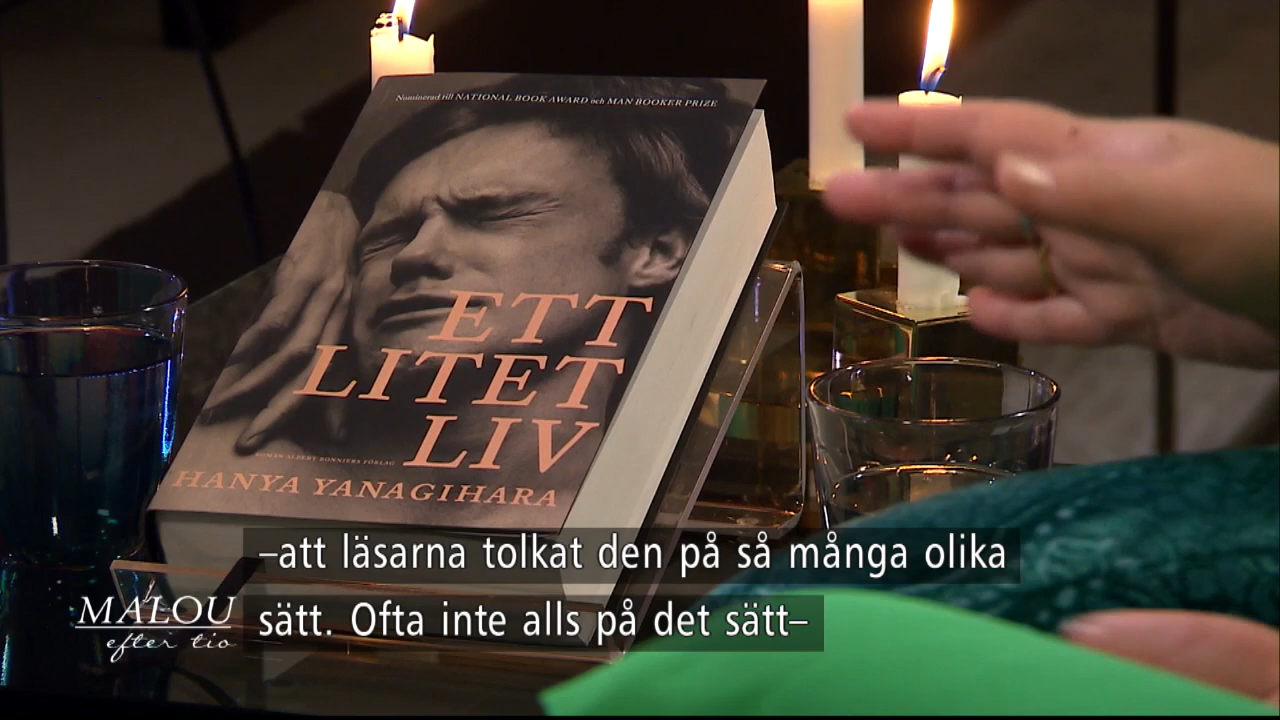 Nominerad till NATIONAL BOOK AWARD och MAN BOOKER PRIZE
ETT
LITET
LIV
ROMAN ALBERT BONNIERS FÖRLAG
HANYA YANAGIHARA
–att läsarna tolkat den på så många olika
sätt. Ofta inte alls på det sätt–
MALOU
efter tio